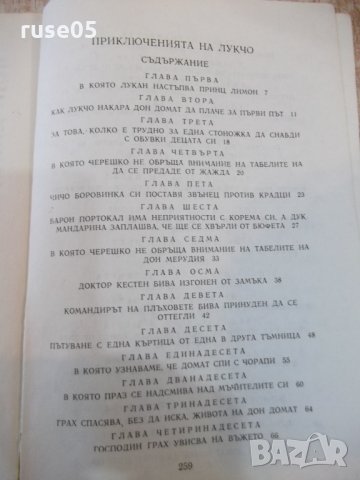 ruse05
ПРИКЛЮЧЕНИЯТА НА ЛУКЧО
СЪДЪРЖАНИЕ
ГЛАВА ПЪРВА
В КОЯТО ЛУКАН НАСТЪПВА ПРИНЦ ЛИМОН 7
ГЛАВА ВТОРА
КАК ЛУКЧО НАКАРА ДОН ДОМАТ ДА ПЛАЧЕ ЗА ПЪРВИ ПЪТ 11
ГЛАВА ТРЕТА
ЗА ТОВА, КОЛКО Е ТРУДНО ЗА ЕДНА СТОНОЖКА ДА СНАБДИ
С ОБУВКИ ДЕЦАТА СИ 18
ГЛАВА ЧЕТВЪРТА
В КОЯТО ЧЕРЕШКО НЕ ОБРЪЩА ВНИМАНИЕ НА ТАБЕЛИТЕ НА
ДА СЕ ПРЕДАДЕ ОТ ЖАЖДА 20
ГЛАВА ПЕТА
ЧИЧО БОРОВИНКА СИ ПОСТАВЯ ЗВЪНЕЦ ПРОТИВ КРАДЦИ 23
ГЛАВА ШЕСТА
БАРОН ПОРТОКАЛ ИМА НЕПРИЯТНОСТИ С КОРЕМА СИ, А ДУК
МАНДАРИНА ЗАПЛАШВА, ЧЕ ЩЕ СЕ ХВЪРЛИ ОТ БЮФЕТА 27
ГЛАВА СЕДМА
В КОЯТО ЧЕРЕШКО НЕ ОБРЪЩА ВНИМАНИЕ НА ТАБЕЛИТЕ НА
ДОН МЕРУДИЯ 33
ГЛАВА ОСМА
ДОКТОР КЕСТЕН БИВА ИЗГОНЕН ОТ ЗАМЪКА 38
ГЛАВА ДЕВЕТА
КОМАНДИРЪТ НА ПЛЪХОВЕТЕ БИВА ПРИНУДЕН ДА СЕ
ОТТЕГЛИ 42
ГЛАВА ДЕСЕТА
ПЪТУВАНЕ С ЕДНА КЪРТИЦА ОТ ЕДНА В ДРУГА ТЪМНИЦА 48
ГЛАВА ЕДИНАДЕСЕТА
В КОЯТО УЗНАВАМЕ, ЧЕ ДОМАТ СПИ С ЧОРАПИ 55
ГЛАВА ДВАНАДЕСЕТА
В КОЯТО ПРАЗ СЕ НАДСМИВА НАД МЪЧИТЕЛИТЕ СИ 60
ГЛАВА ТРИНАДЕСЕТА
ГРАХ СПАСЯВА, БЕЗ ДА ИСКА, ЖИВОТА НА ДОН ДОМАТ 64
ГЛАВА ЧЕТИРИНАДЕСЕТА
ГОСПОДИН ГРАХ УВИСВА НА ВЪЖЕТО 66
259
bazar.bg